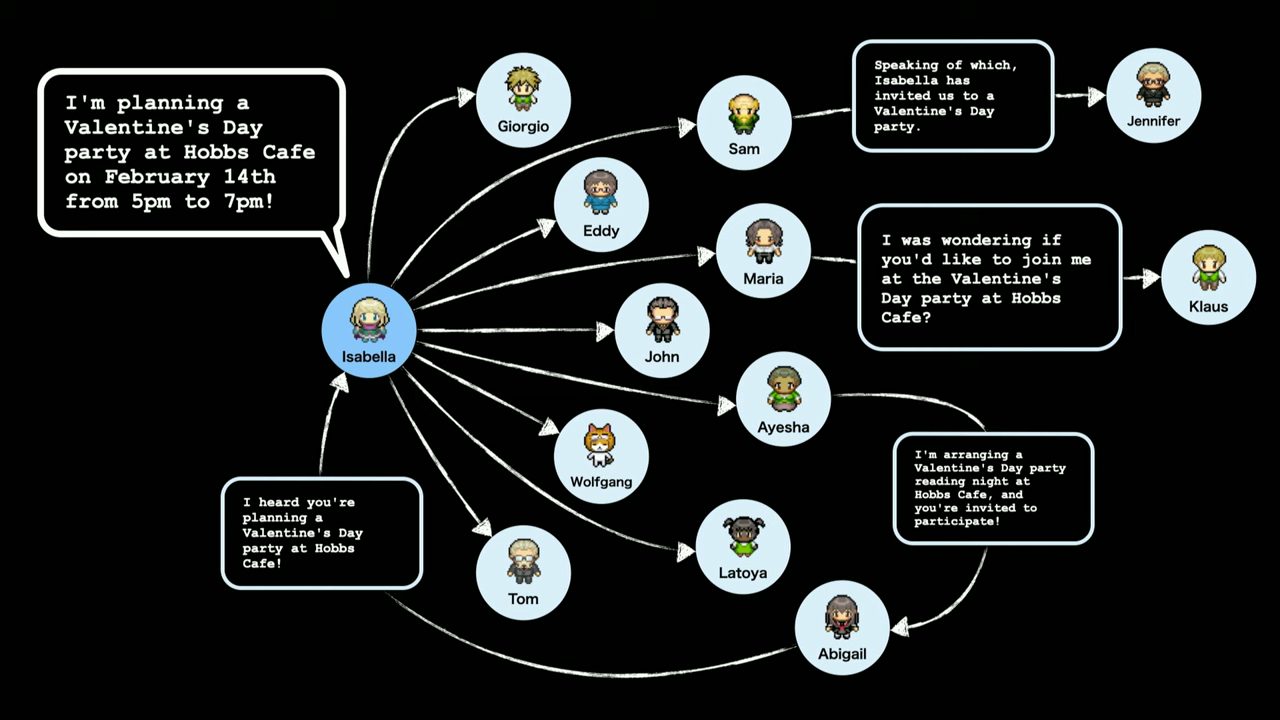 I'm planning a
Valentine's Day
party at Hobbs Cafe
on February 14th
from 5pm to 7pm!
Giorgio
Sam
Speaking of which,
Isabella has
invited us to a
Valentine's Day
party.
Jennifer
Eddy
Maria
I was wondering if
you'd like to join me
at the Valentine's
Day party at Hobbs
Cafe?
Klaus
Isabella
John
Ayesha
Wolfgang
I'm arranging a
Valentine's Day party
reading night at
Hobbs Cafe, and
you're invited to
participate!
I heard you're
planning a
Valentine's Day
party at Hobbs
Cafe!
Tom
Latoya
Abigail